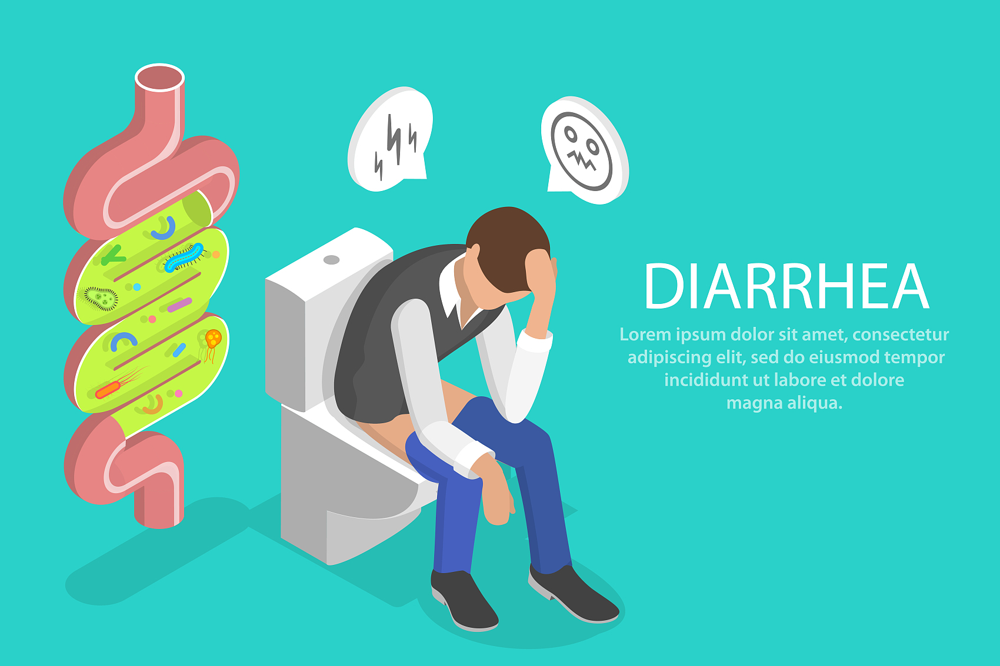 DIARRHEA
Lorem ipsum dolor sit amet, consectetur
adipiscing elit, sed do eiusmod tempor
incididunt ut labore et dolore
magna aliqua.